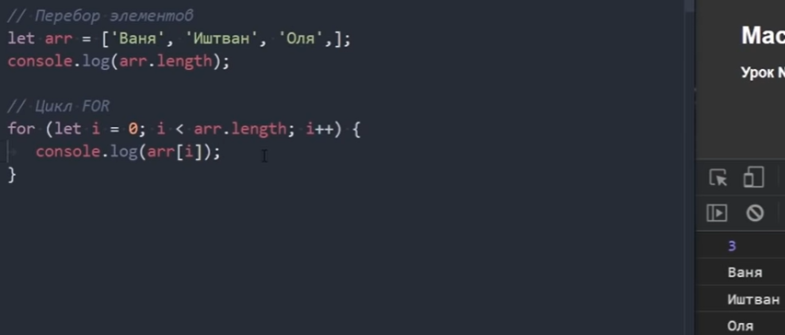 // Перебор элементов
let arr = ['Ваня', 'Иштван', 'Оля',];
console.log(arr.length);
// Цикл FOR
for (let i = 0; i < arr.length; i++) {
console.log(arr[i]);
}
Урок
3
Ваня
Иштван
Оля